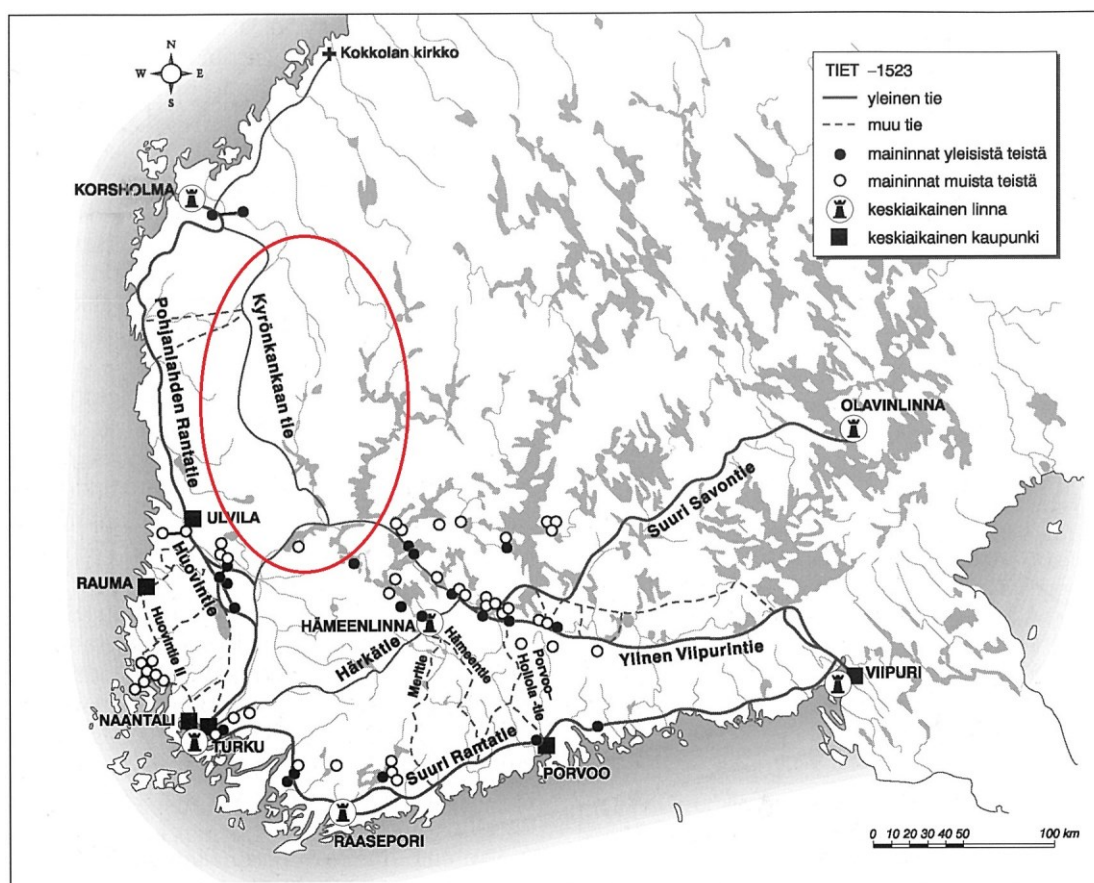 N
W E
S
Kokkolan kirkko
TIET –1523
yleinen tie
muu tie
maininnat yleisistä teistä
maininnat muista teistä
keskiaikainen linna
keskiaikainen kaupunki
KORSHOLMA
Pohjanlahden Rantatie
Kyrönkankaan tie
OLAVINLINNA
Suuri Savontie
ULVILA
Huovintie
RAUMA
Huovintie II
HÄMEENLINNA
Härkätie
Meritie
Hämeentie
Porvoo-
Hollola -tie
Ylinen Viipurintie
VIIPURI
NAANTALI
TURKU
Suuri Rantatie
PORVOO
RAASEPORI
0 10 20 30 40 50 100 km